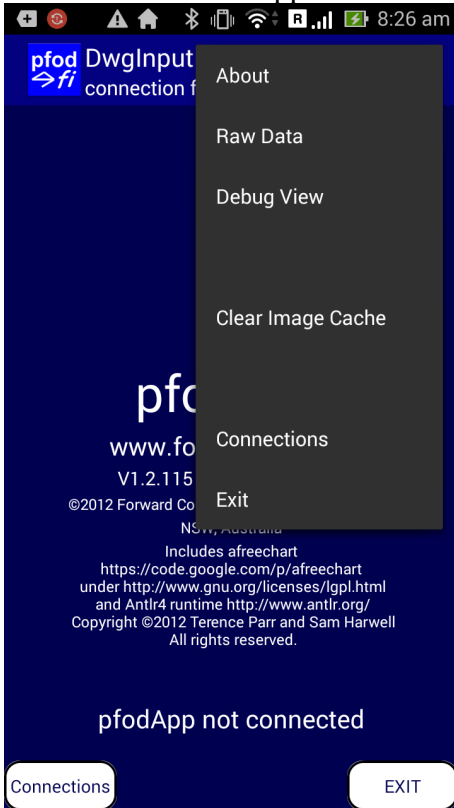 R 8:26 am
pfod DwgInput
fi connection f
About
Raw Data
Debug View
Clear Image Cache
Connections
Exit
pfo
www.fo
V1.2.115
©2012 Forward Co
NSW, Australia
Includes afreechart
https://code.google.com/p/afreechart
under http://www.gnu.org/licenses/lgpl.html
and Antlr4 runtime http://www.antlr.org/
Copyright ©2012 Terence Parr and Sam Harwell
All rights reserved.
pfodApp not connected
Connections
EXIT